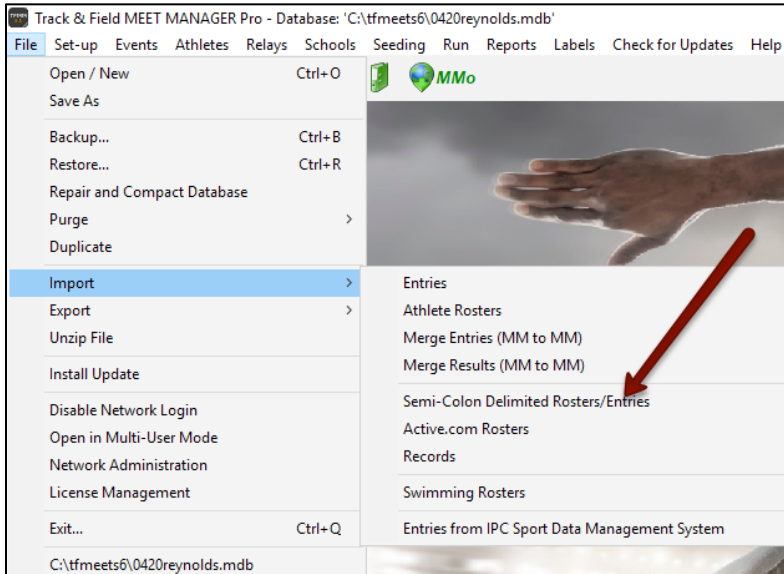 Track & Field MEET MANAGER Pro - Database: 'C:\tfmeets6\0420reynolds.mdb'
File Set-up Events Athletes Relays Schools Seeding Run Reports Labels Check for Updates Help
MMo
Open / New Ctrl+O
Save As
Backup... Ctrl+B
Restore... Ctrl+R
Repair and Compact Database
Purge
Duplicate
Import
Export
Unzip File
Install Update
Disable Network Login
Open in Multi-User Mode
Network Administration
License Management
Exit... Ctrl+Q
C:\tfmeets6\0420reynolds.mdb
Entries
Athlete Rosters
Merge Entries (MM to MM)
Merge Results (MM to MM)
Semi-Colon Delimited Rosters/Entries
Active.com Rosters
Records
Swimming Rosters
Entries from IPC Sport Data Management System